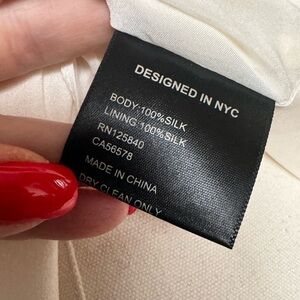 DESIGNED IN NYC
BODY:100%SILK
LINING:100%SILK
RN125840
CA56578
MADE IN CHINA
DRY CLEAN ONLY